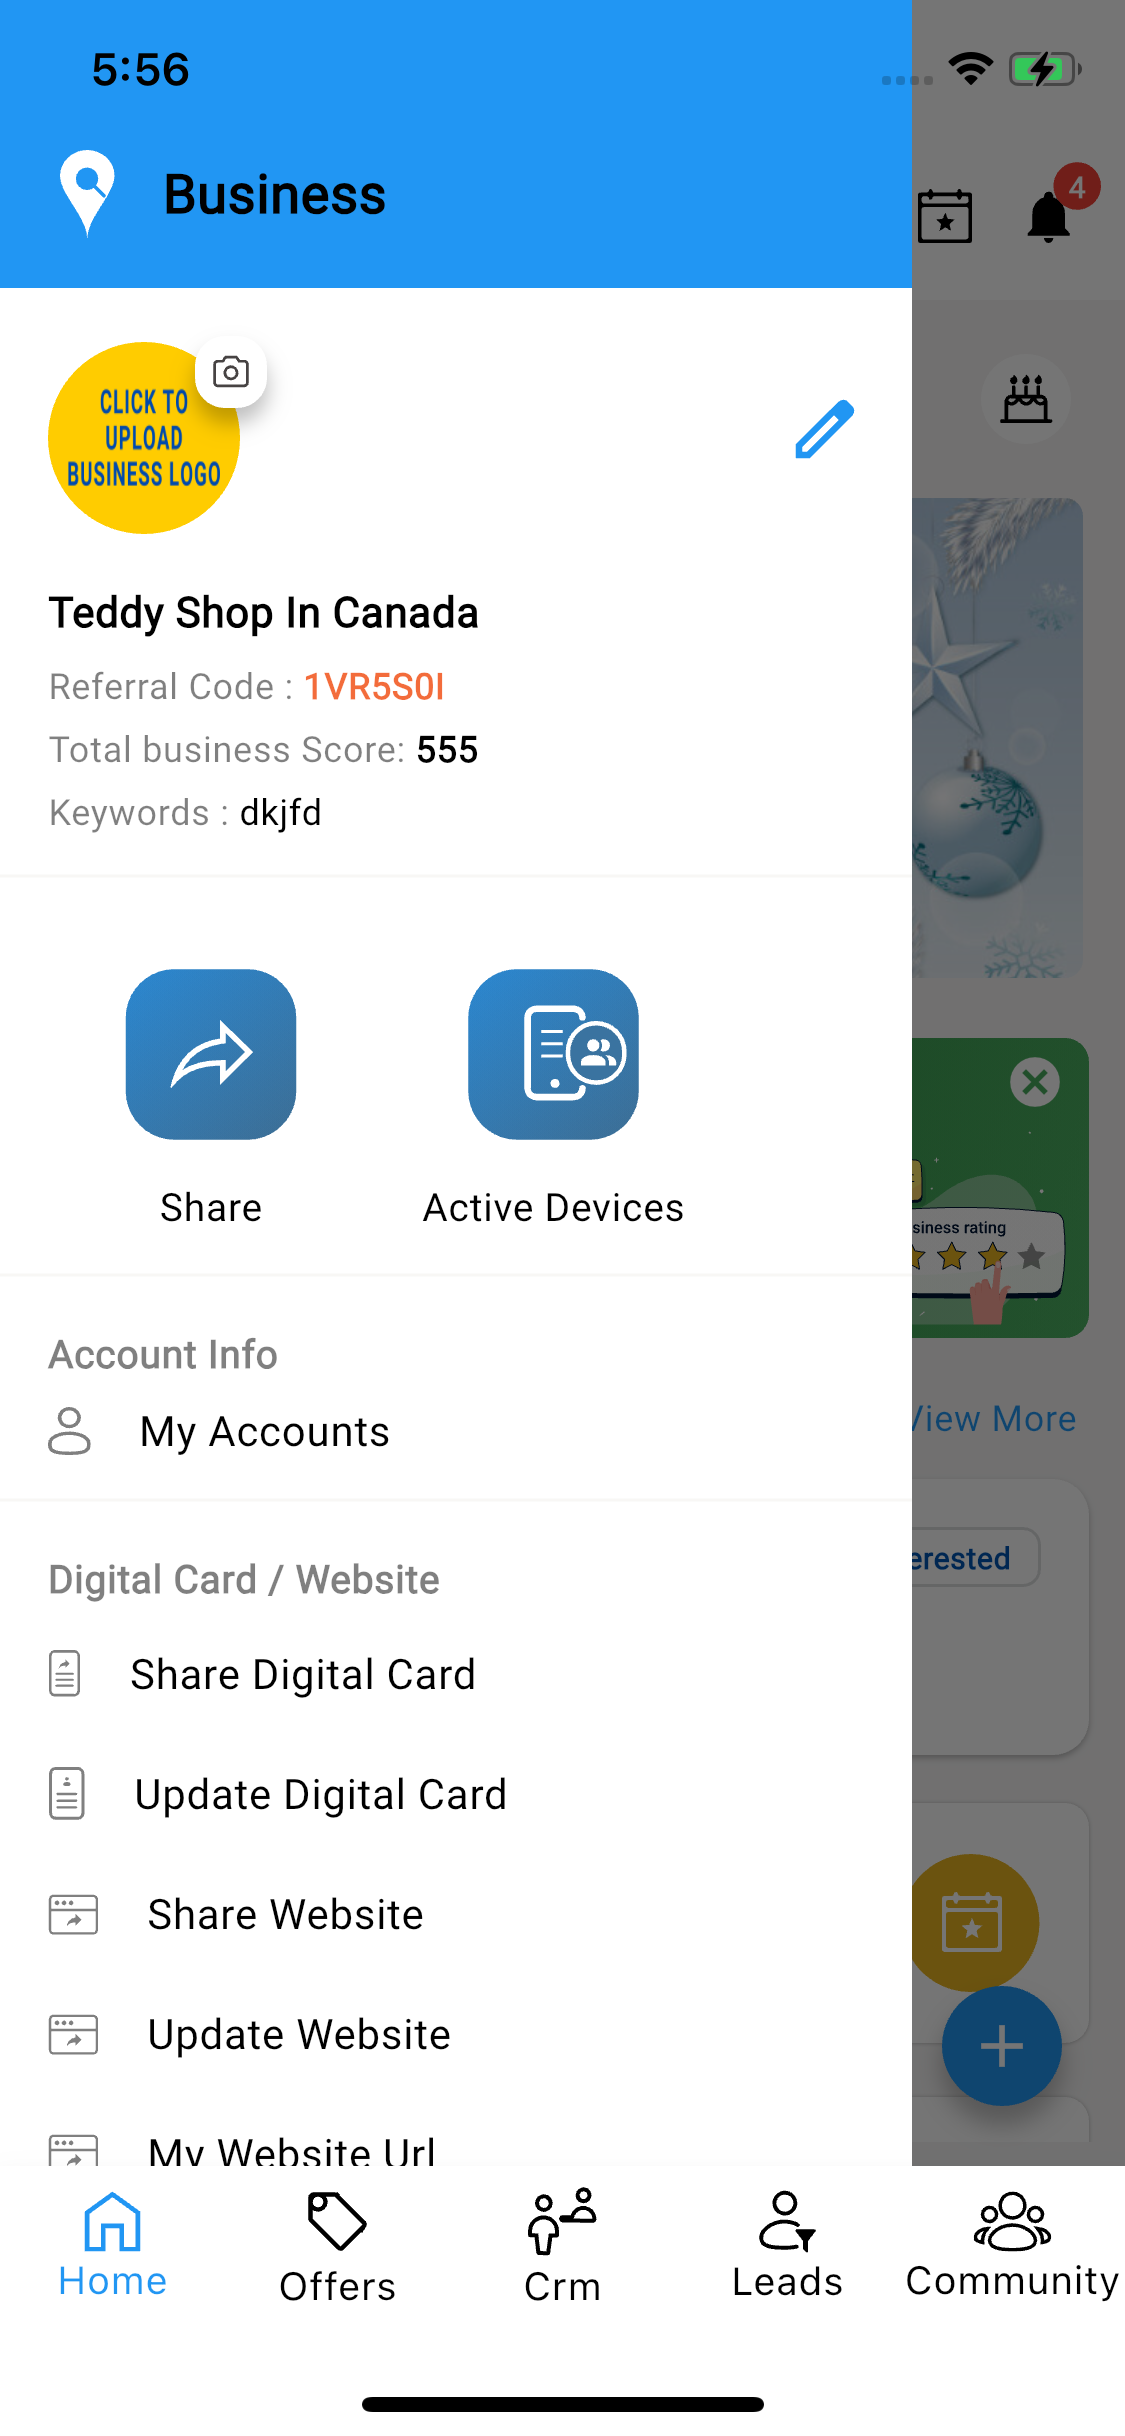 5:56
Business
4
CLICK TO
UPLOAD
BUSINESS LOGO
Teddy Shop In Canada
Referral Code : 1VR5S0I
Total business Score: 555
Keywords : dkjfd
Share
Active Devices
siness rating
Account Info
View More
My Accounts
erested
Digital Card / Website
Share Digital Card
Update Digital Card
Share Website
Update Website
My Website Url
Home
Offers
Crm
Leads
Community